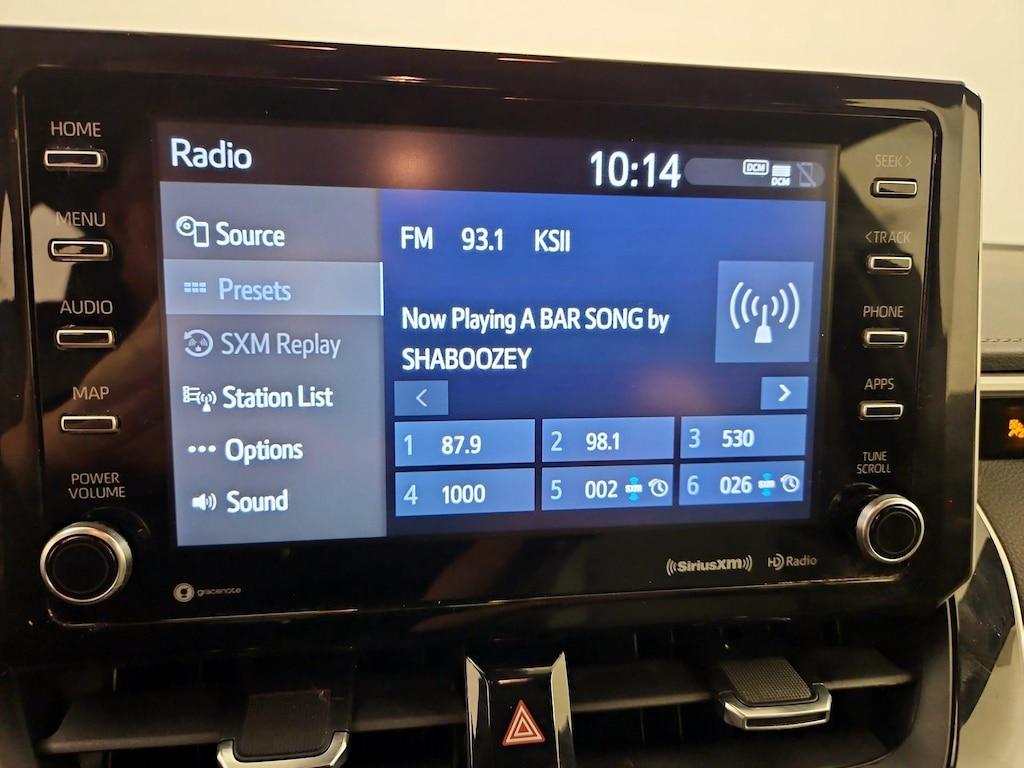 HOME
MENU
AUDIO
MAP
POWER
VOLUME
Radio
10:14
DCM
DCM
Source
Presets
SXM Replay
Station List
Options
Sound
FM 93.1 KSII
Now Playing A BAR SONG by
SHABOOZEY
<
>
1 87.9
2 98.1
3 530
4 1000
5 002 SXM
6 026 SXM
SEEK >
< TRACK
PHONE
APPS
TUNE
SCROLL
gracenote
((SiriusXM))
HD Radio